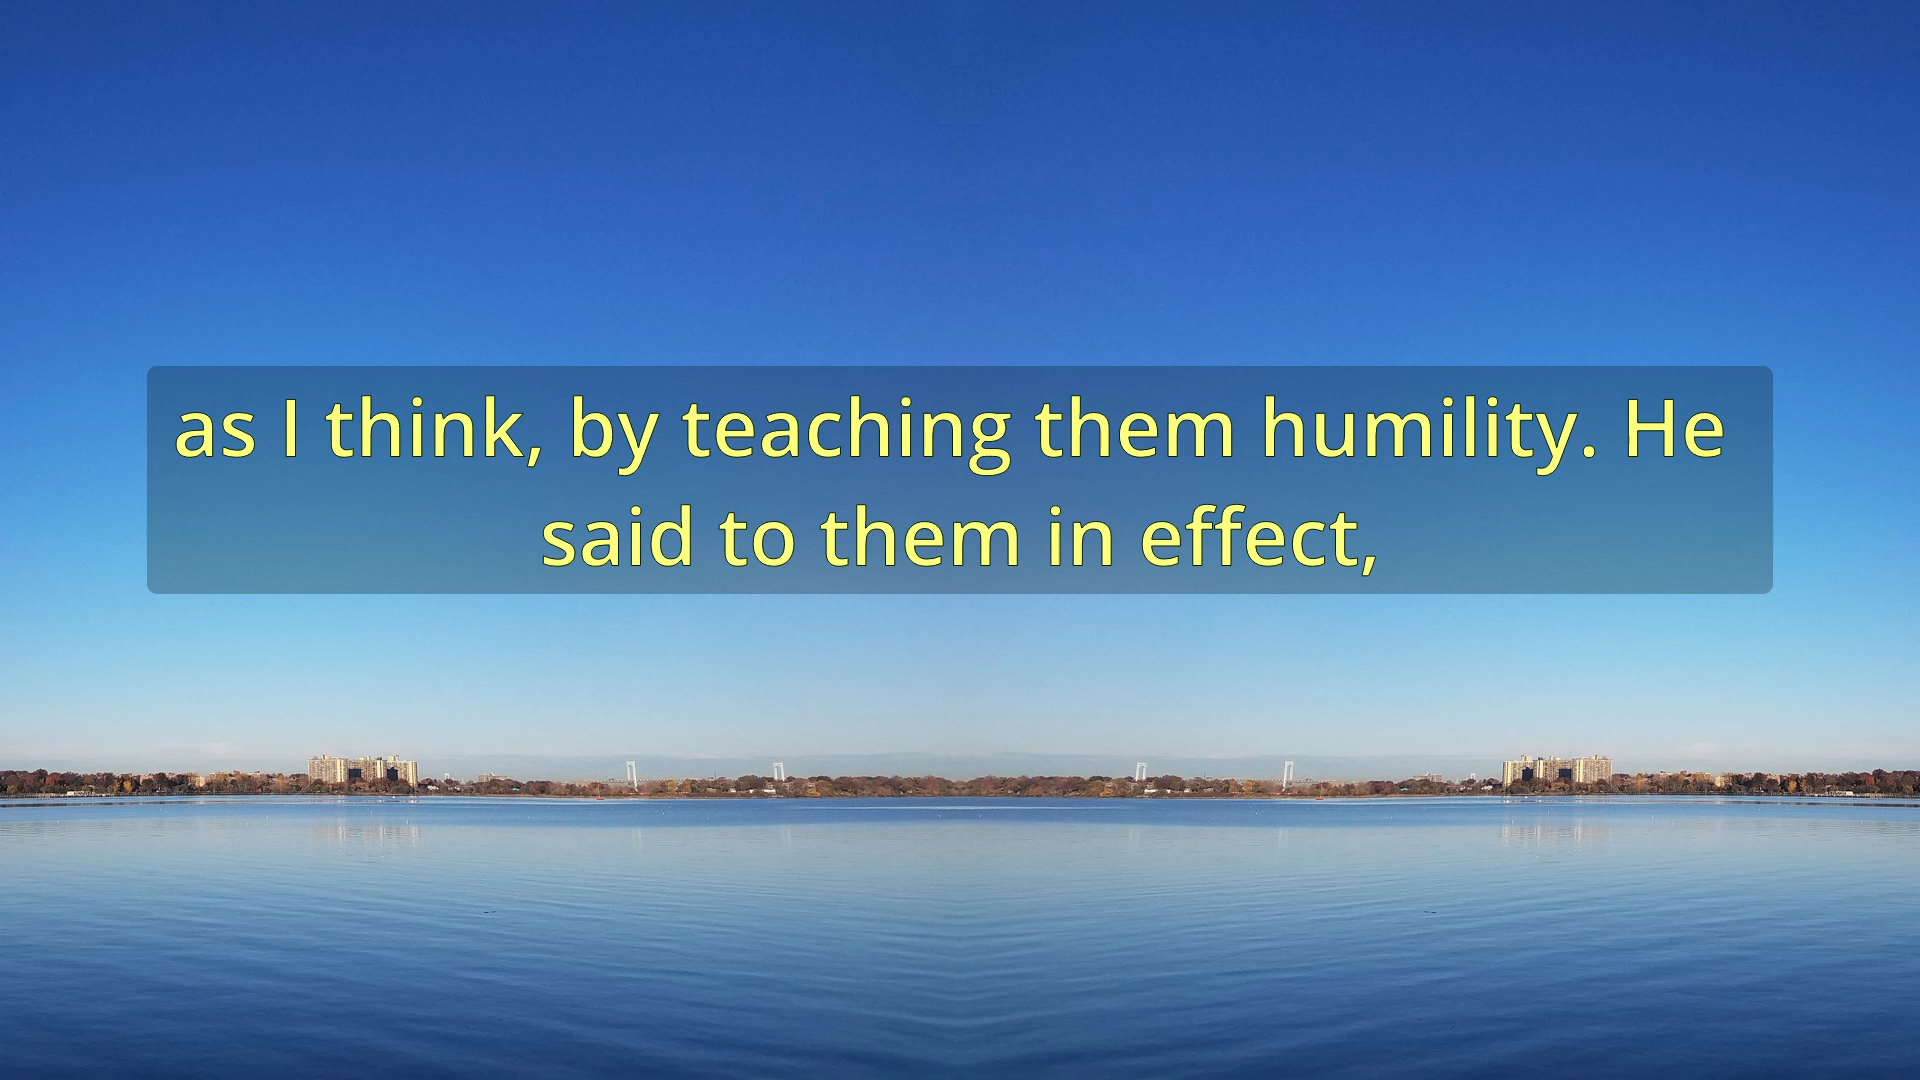 as I think, by teaching them humility. He
said to them in effect,